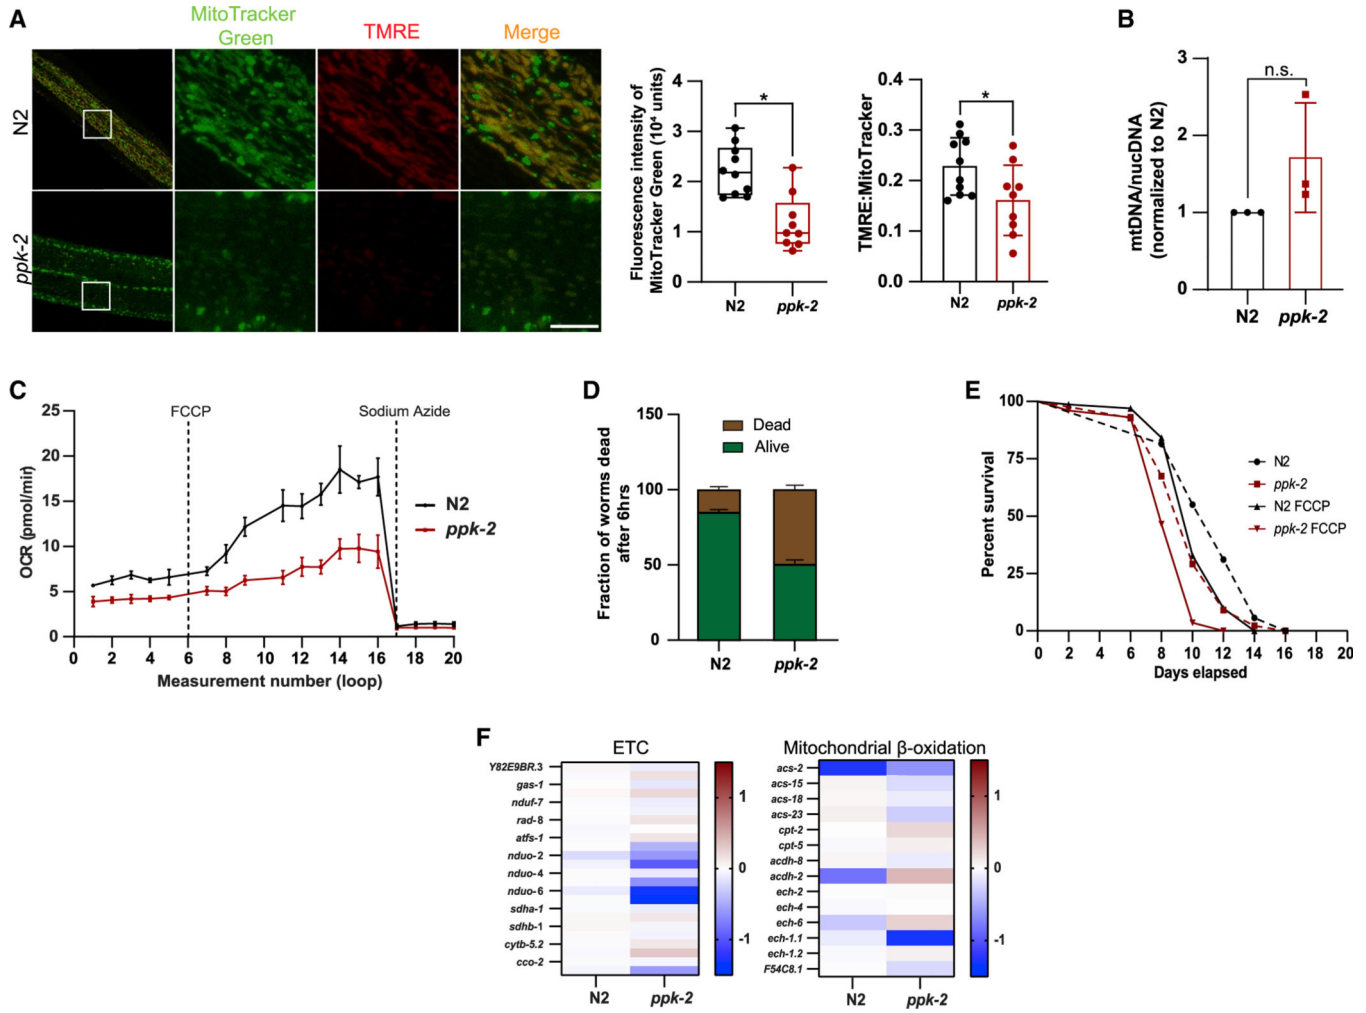 A
MitoTracker
Green
TMRE
Merge
N2
ppk-2
Fluorescence intensity of
MitoTracker Green (10⁴ units)
4
3
2
1
0
*
N2
ppk-2
TMRE:MitoTracker
0.4
0.3
0.2
0.1
0.0
*
N2
ppk-2
B
mtDNA/nucDNA
(normalized to N2)
3
2
1
0
n.s.
N2
ppk-2
C
OCR (pmol/mir)
25
20
15
10
5
0
FCCP
Sodium Azide
N2
ppk-2
0 2 4 6 8 10 12 14 16 18 20
Measurement number (loop)
D
Fraction of worms dead
after 6hrs
150
100
50
0
Dead
Alive
N2
ppk-2
E
Percent survival
100
75
50
25
0
N2
ppk-2
N2 FCCP
ppk-2 FCCP
0 2 4 6 8 10 12 14 16 18 20
Days elapsed
F
ETC
Y82E9BR.3
gas-1
nduf-7
rad-8
atfs-1
nduo-2
nduo-4
nduo-6
sdha-1
sdhb-1
cytb-5.2
cco-2
N2
ppk-2
1
0
-1
Mitochondrial β-oxidation
acs-2
acs-15
acs-18
acs-23
cpt-2
cpt-5
acdh-8
acdh-2
ech-2
ech-4
ech-6
ech-1.1
ech-1.2
F54C8.1
N2
ppk-2
1
0
-1